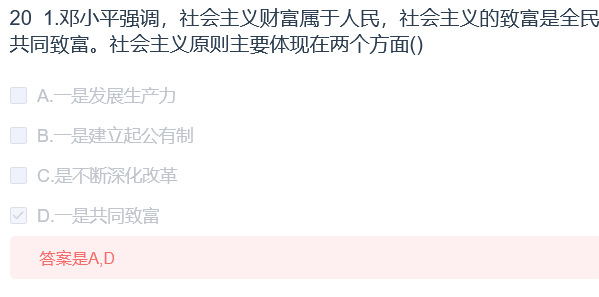 20 1.邓小平强调，社会主义财富属于人民，社会主义的致富是全民
共同致富。社会主义原则主要体现在两个方面()
A.一是发展生产力
B.一是建立起公有制
C.是不断深化改革
D.一是共同致富
答案是A,D